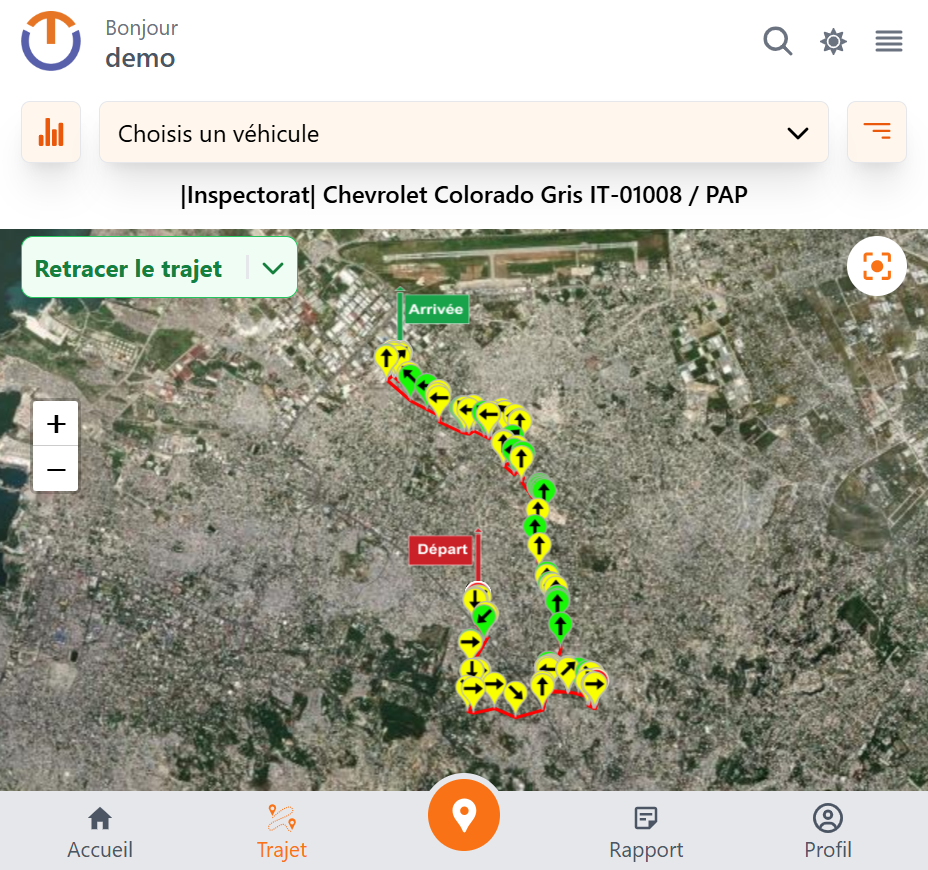 Bonjour
demo
Choisis un véhicule
|Inspectorat| Chevrolet Colorado Gris IT-01008 / PAP
Retracer le trajet
Arrivée
+
−
Départ
Accueil
Trajet
Rapport
Profil